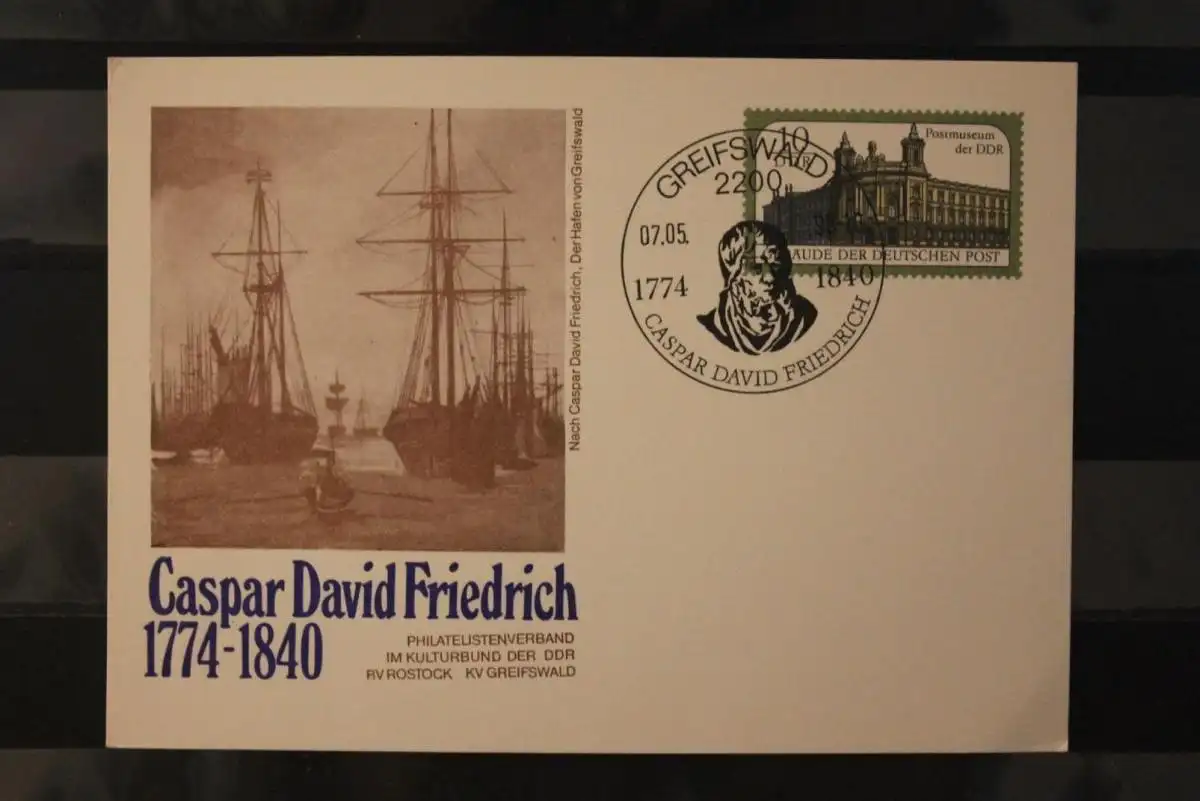 Nach Caspar David Friedrich, Der Hafen von Greifswald
Caspar David Friedrich
1774-1840
PHILATELISTENVERBAND
IM KULTURBUND DER DDR
RV ROSTOCK KV GREIFSWALD
GREIFSWALD
2200
07.05.
1774
1840
CASPAR DAVID FRIEDRICH
10
DDR
Postmuseum
der DDR
DER DEUTSCHEN POST